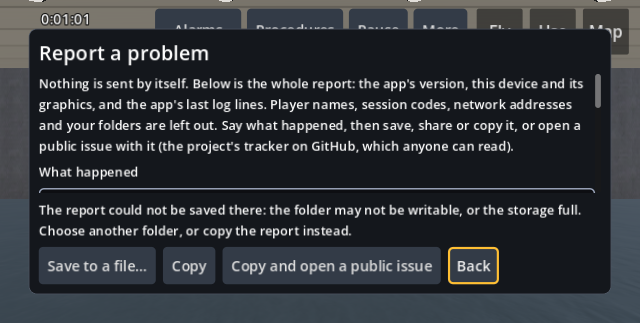 0:01:01
Alarms
Procedures
Pause
More
Fly
Use
Map
Report a problem
Nothing is sent by itself. Below is the whole report: the app's version, this device and its
graphics, and the app's last log lines. Player names, session codes, network addresses
and your folders are left out. Say what happened, then save, share or copy it, or open a
public issue with it (the project's tracker on GitHub, which anyone can read).
What happened
The report could not be saved there: the folder may not be writable, or the storage full.
Choose another folder, or copy the report instead.
Save to a file...
Copy
Copy and open a public issue
Back